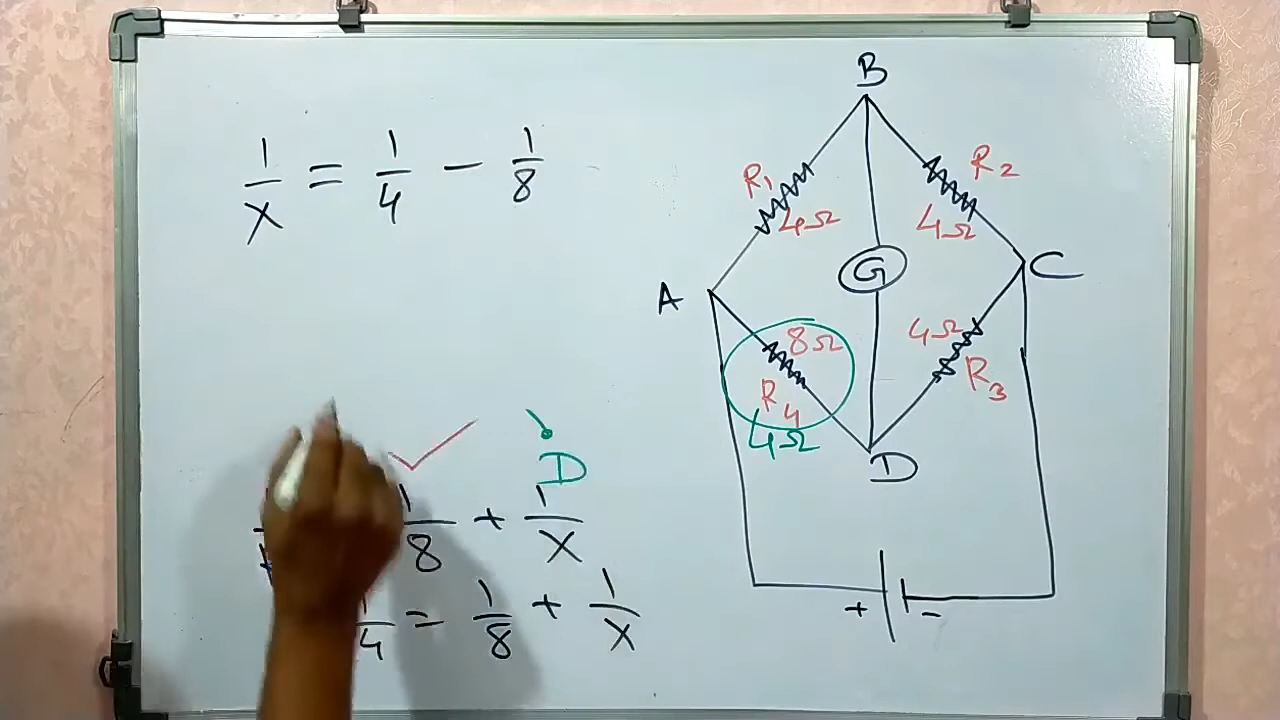 1/x = 1/4 - 1/8
D
1/8 + 1/x
1/4 = 1/8 + 1/x
B
R1
4Ω
R2
4Ω
A
G
C
8Ω
R4
4Ω
4Ω
R3
D
+ -